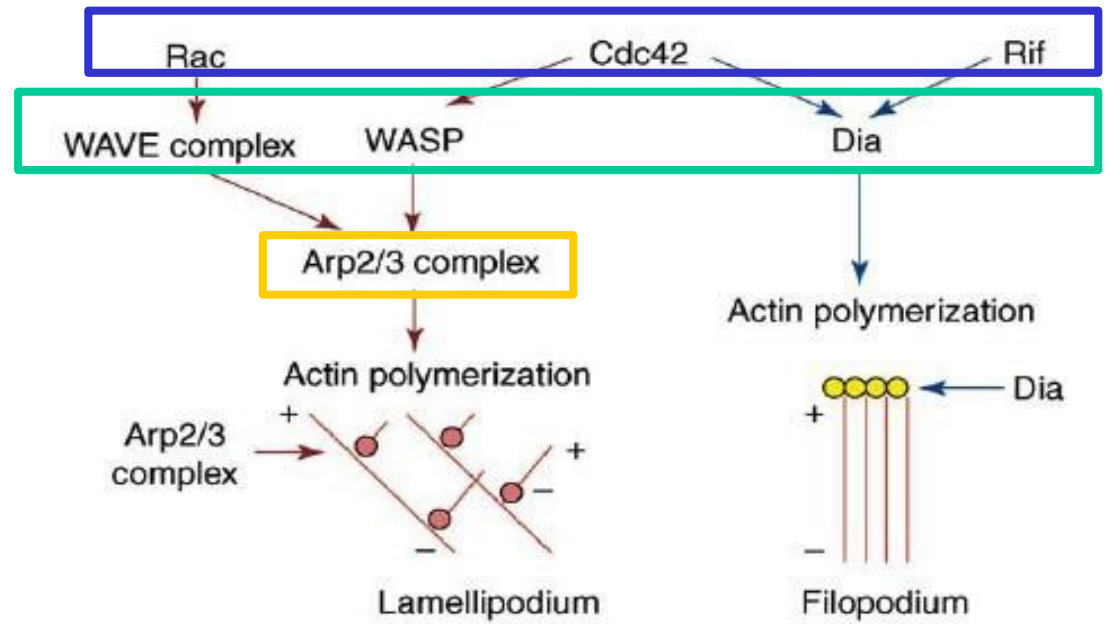 Rac
Cdc42
Rif
WAVE complex
WASP
Dia
Arp2/3 complex
Actin polymerization
Actin polymerization
Dia
+
+
Arp2/3
complex
+
−
−
−
Lamellipodium
Filopodium